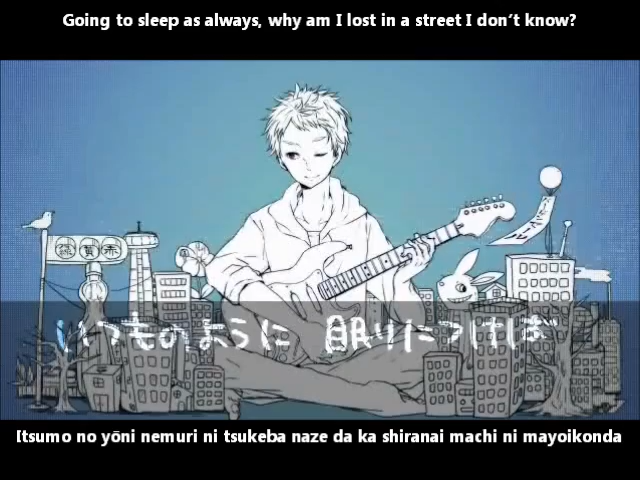 Going to sleep as always, why am I lost in a street I don't know?
いつものように 眠りにつけば
Itsumo no yōni nemuri ni tsukeba naze da ka shiranai machi ni mayoikonda